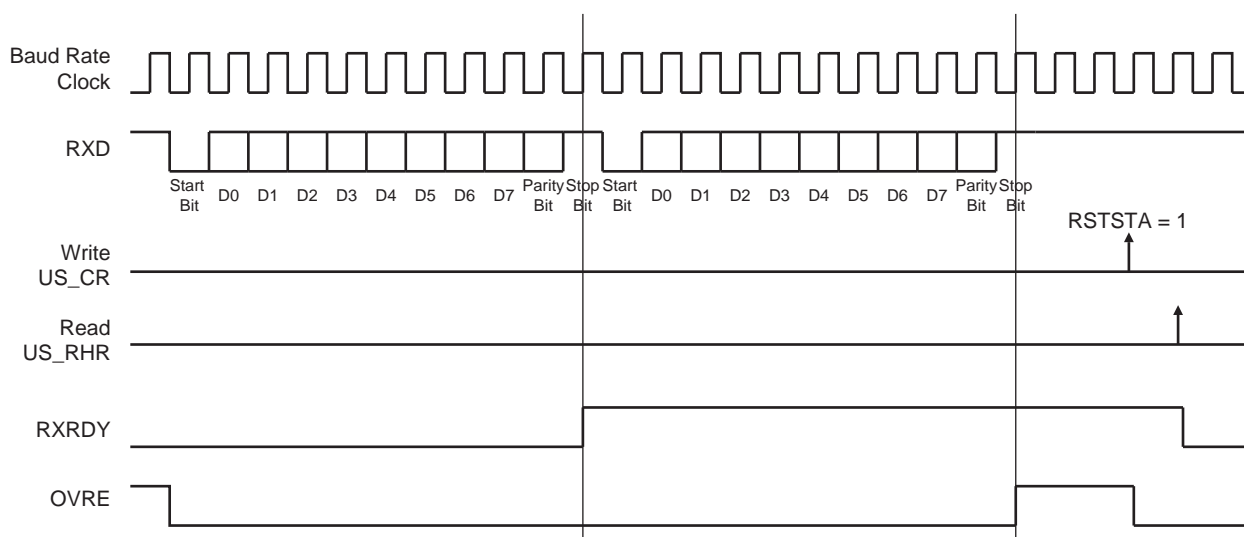 Baud Rate
Clock
RXD
Start
Bit
D0
D1
D2
D3
D4
D5
D6
D7
Parity
Bit
Stop
Bit
Start
Bit
D0
D1
D2
D3
D4
D5
D6
D7
Parity
Bit
Stop
Bit
RSTSTA = 1
Write
US_CR
Read
US_RHR
RXRDY
OVRE